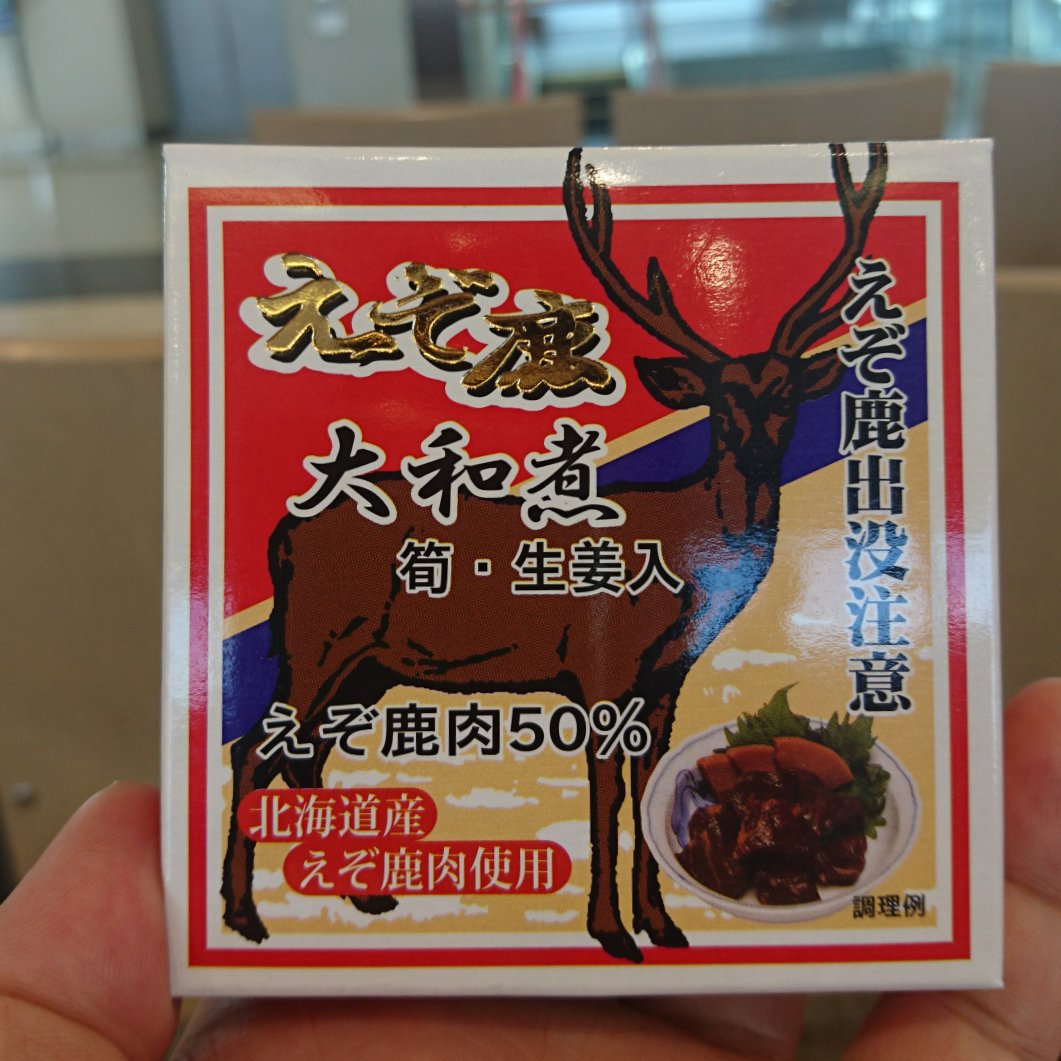 えぞ鹿
大和煮
筍・生姜入
えぞ鹿肉50%
北海道産
えぞ鹿肉使用
えぞ鹿出没注意
調理例